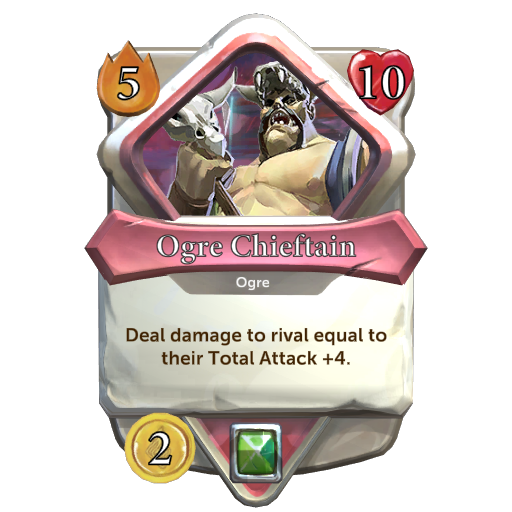 5
10
Ogre Chieftain
Ogre
Deal damage to rival equal to
their Total Attack +4.
2